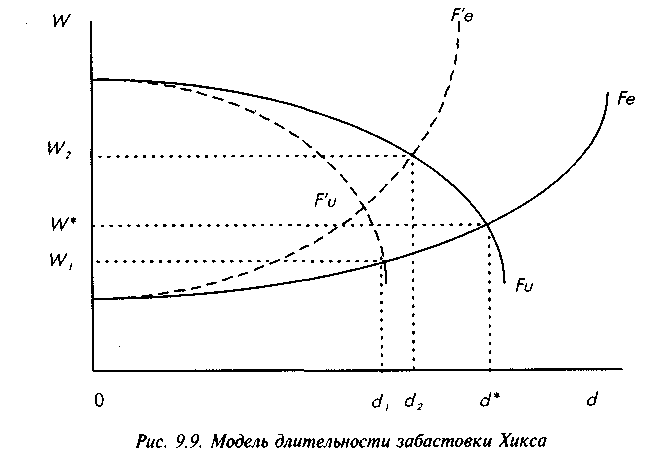 W
F'e
Fe
W₂
F'u
W*
W₁
Fu
0
d₁
d₂
d*
d
Рис. 9.9. Модель длительности забастовки Хикса